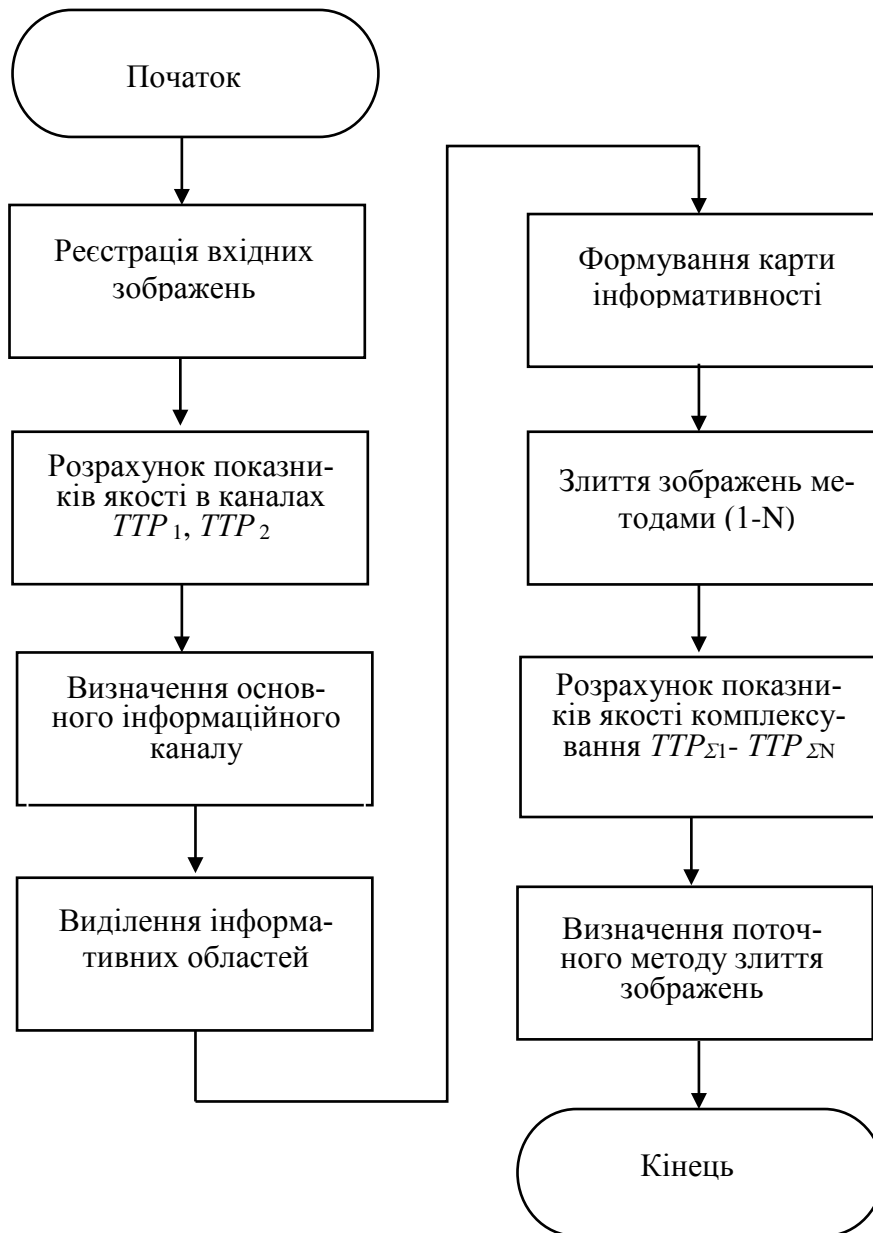 Початок
Реєстрація вхідних
зображень
Розрахунок показни-
ків якості в каналах
TTP 1, TTP 2
Визначення основ-
ного інформаційного
каналу
Виділення інформа-
тивних областей
Формування карти
інформативності
Злиття зображень ме-
тодами (1-N)
Розрахунок показни-
ків якості комплексу-
вання TTPΣ1- TTP ΣN
Визначення поточ-
ного методу злиття
зображень
Кінець